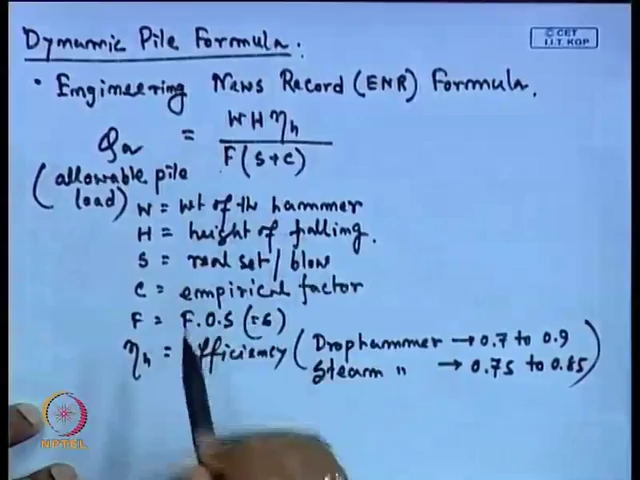 Dynamic Pile Formula.
© CET
I.I.T. KGP
• Engineering News Record (ENR) Formula.
Qa = WHηh / F(S+C)
(allowable pile load)
W = wt of the hammer
H = height of falling.
S = real set/blow
C = empirical factor
F = F.O.S (=6)
ηh = efficiency (Drop hammer → 0.7 to 0.9
Steam " → 0.75 to 0.85)
NPTEL